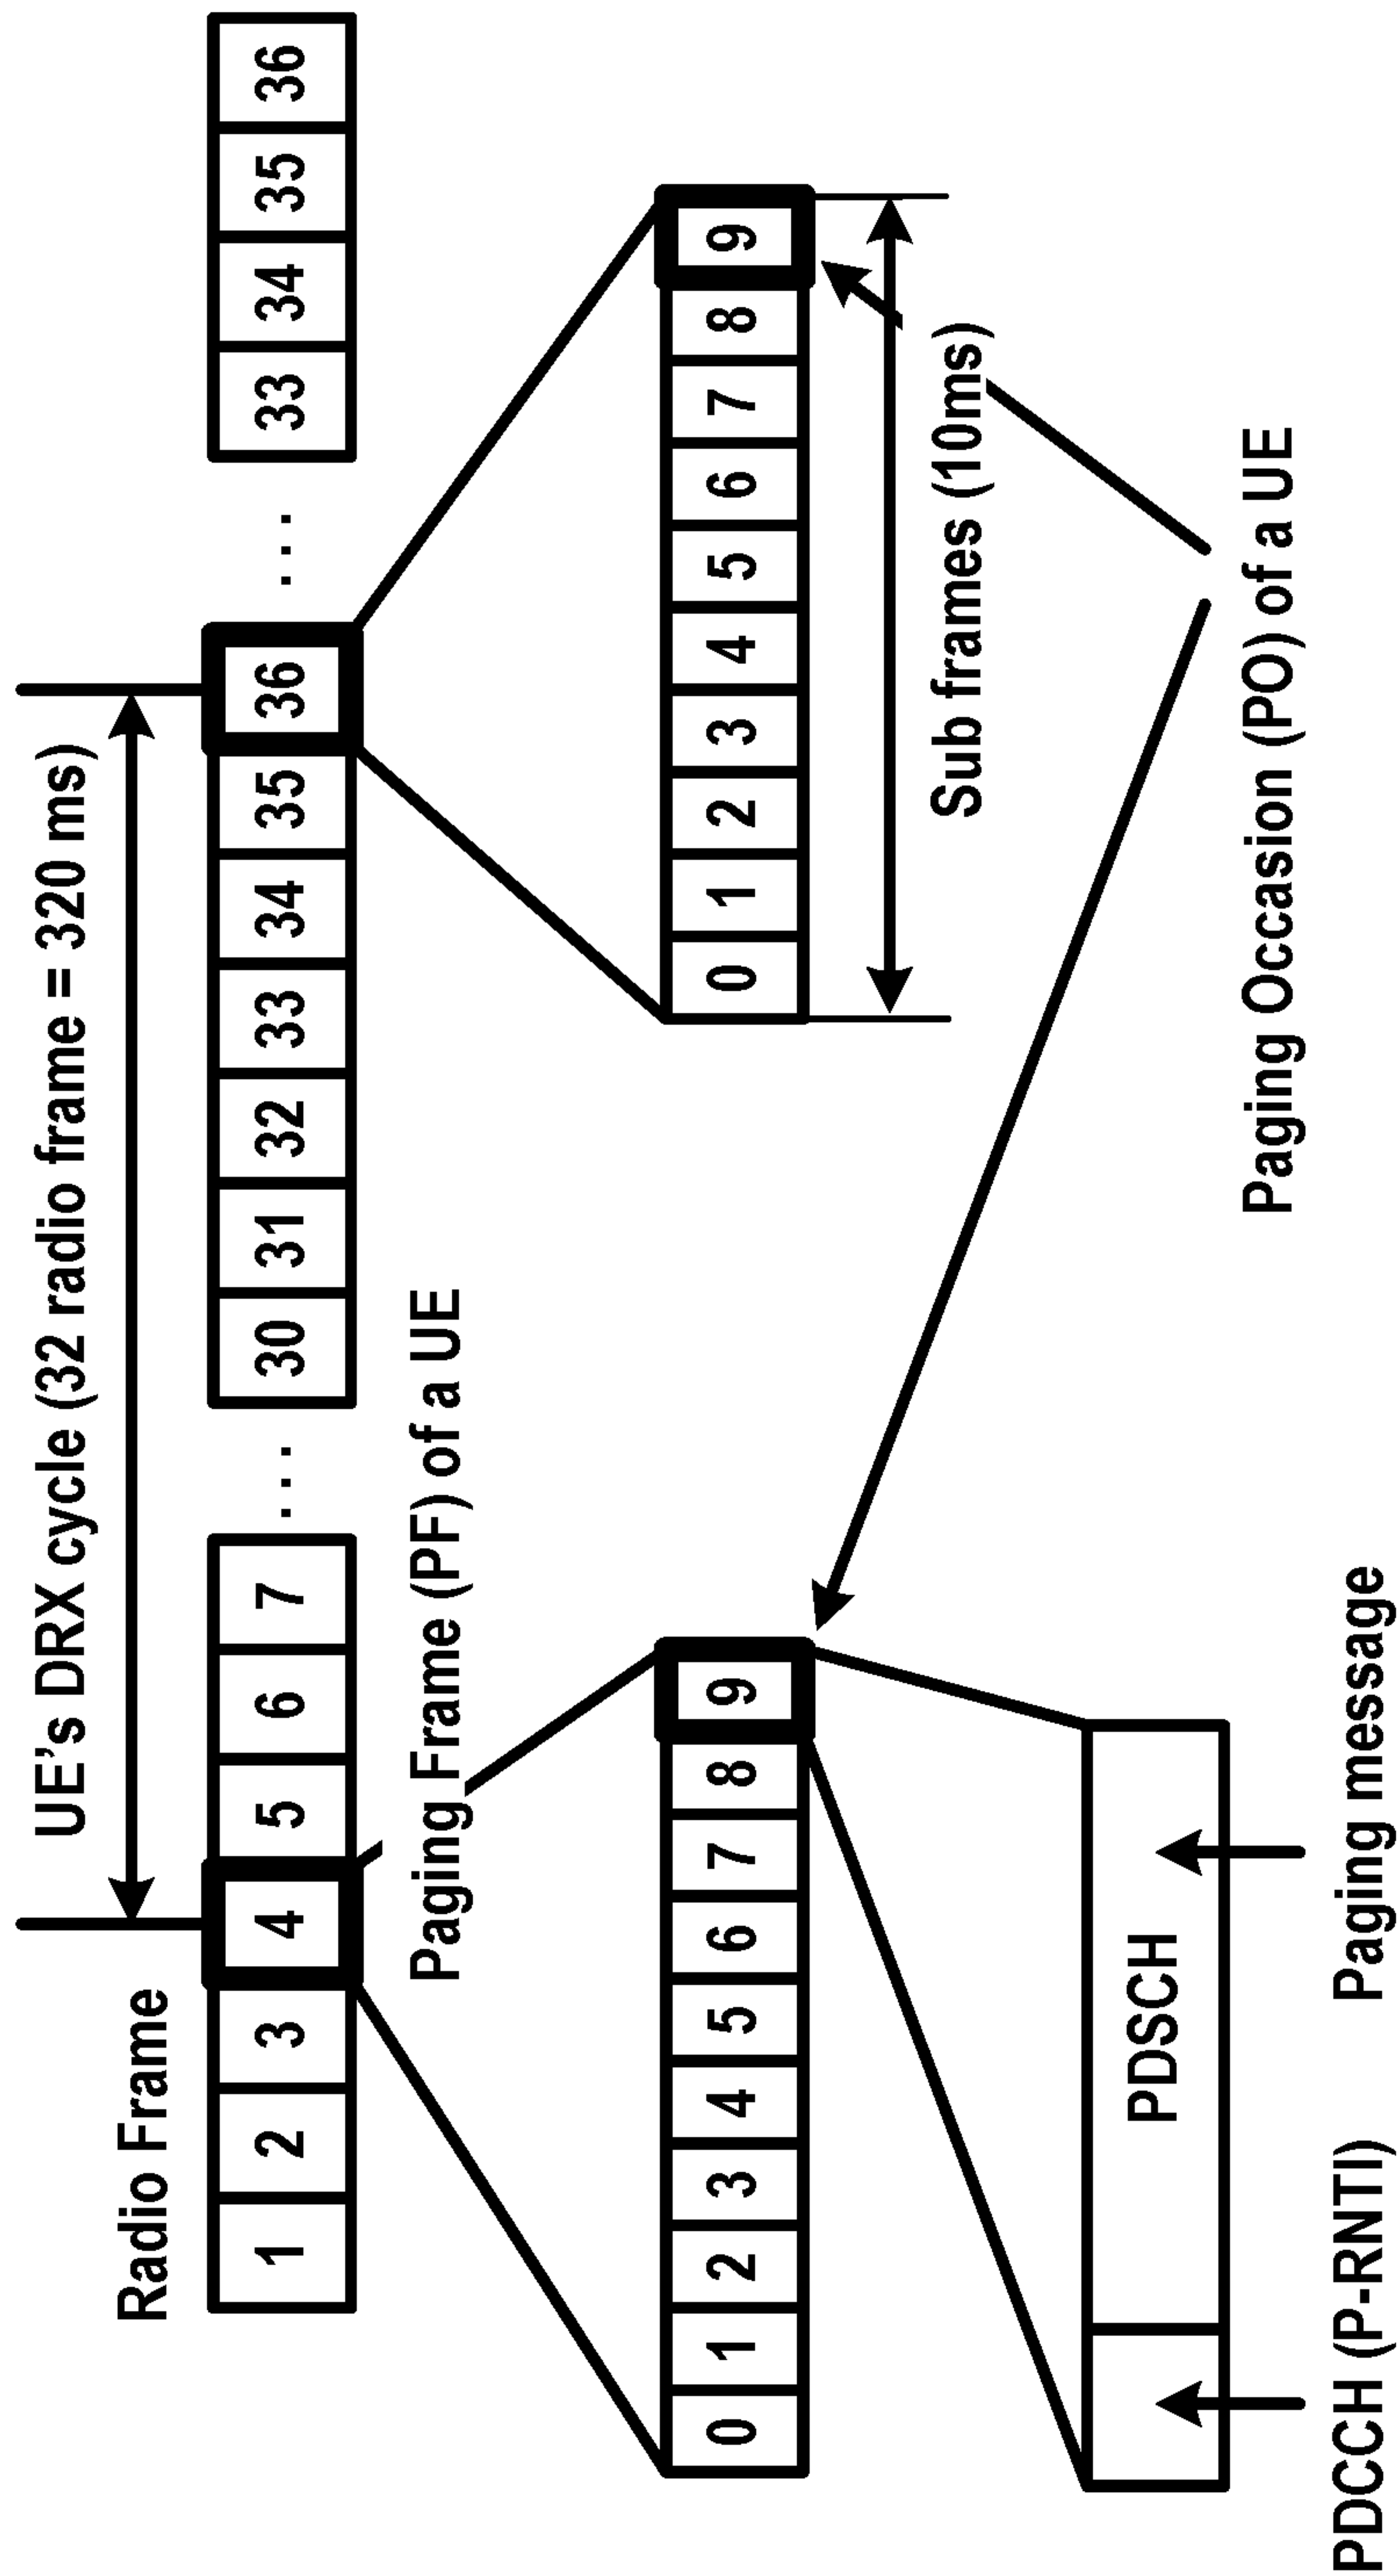 UE's DRX cycle (32 radio frame = 320 ms)
Radio Frame
1 2 3 4 5 6 7 ... 30 31 32 33 34 35 36 ... 33 34 35 36
Paging Frame (PF) of a UE
0 1 2 3 4 5 6 7 8 9
0 1 2 3 4 5 6 7 8 9
Sub frames (10ms)
PDSCH
Paging Occasion (PO) of a UE
PDCCH (P-RNTI)
Paging message